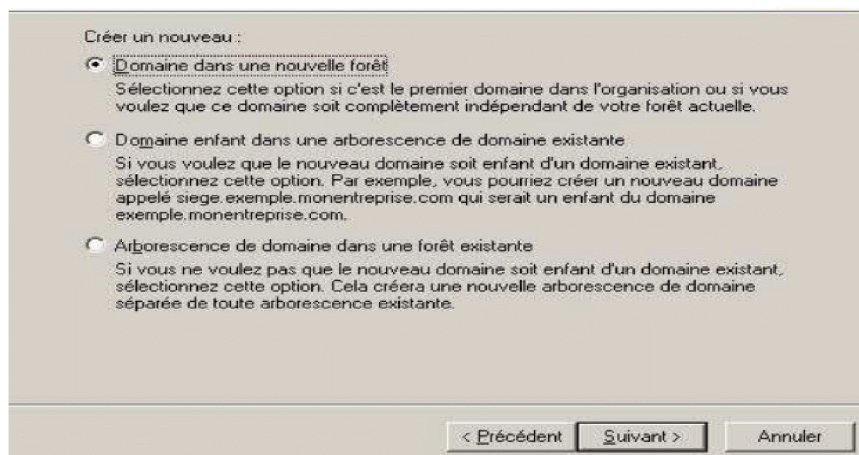 Créer un nouveau :
Domaine dans une nouvelle forêt
Sélectionnez cette option si c'est le premier domaine dans l'organisation ou si vous
voulez que ce domaine soit complètement indépendant de votre forêt actuelle.
Domaine enfant dans une arborescence de domaine existante
Si vous voulez que le nouveau domaine soit enfant d'un domaine existant,
sélectionnez cette option. Par exemple, vous pourriez créer un nouveau domaine
appelé siege.exemple.monentreprise.com qui serait un enfant du domaine
exemple.monentreprise.com.
Arborescence de domaine dans une forêt existante
Si vous ne voulez pas que le nouveau domaine soit enfant d'un domaine existant,
sélectionnez cette option. Cela créera une nouvelle arborescence de domaine
séparée de toute arborescence existante.
< Précédent Suivant > Annuler